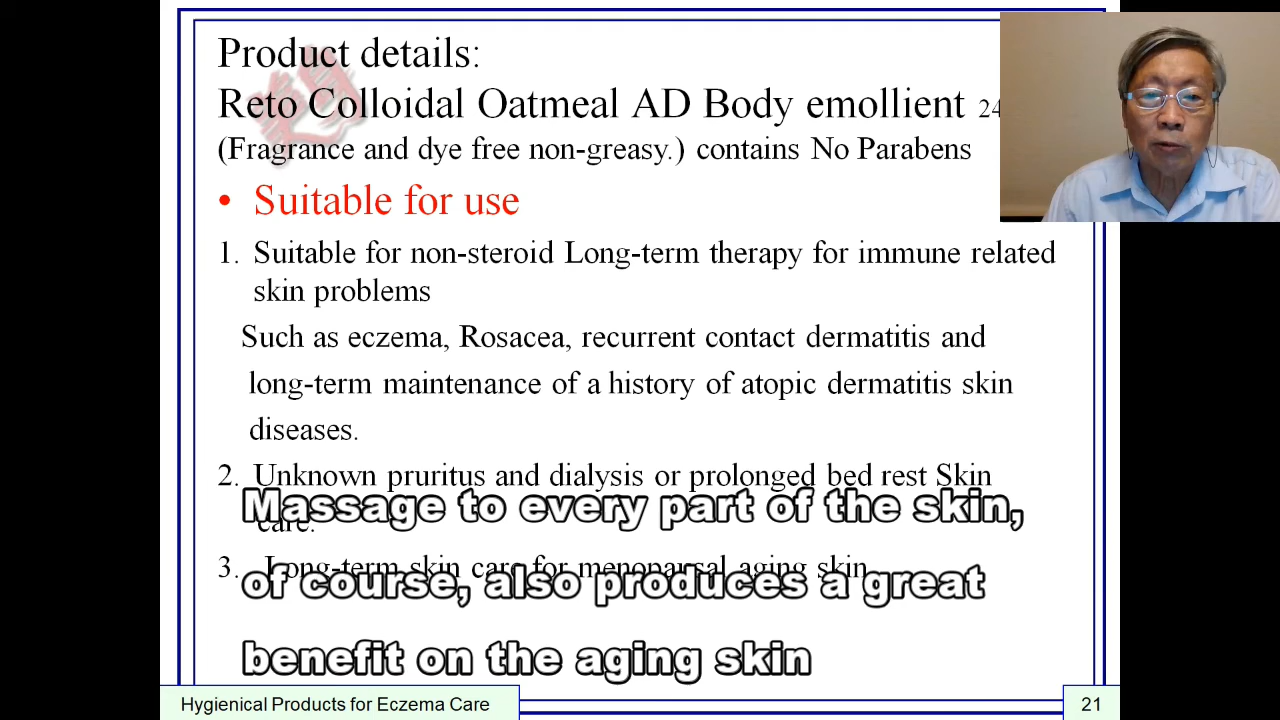 Product details:
Reto Colloidal Oatmeal AD Body emollient 24
(Fragrance and dye free non-greasy.) contains No Parabens
• Suitable for use
1. Suitable for non-steroid Long-term therapy for immune related
skin problems
Such as eczema, Rosacea, recurrent contact dermatitis and
long-term maintenance of a history of atopic dermatitis skin
diseases.
2. Unknown pruritus and dialysis or prolonged bed rest Skin
care.
3. Long-term skin care for menopausal aging skin
Massage to every part of the skin,
of course, also produces a great
benefit on the aging skin
Hygienical Products for Eczema Care
21